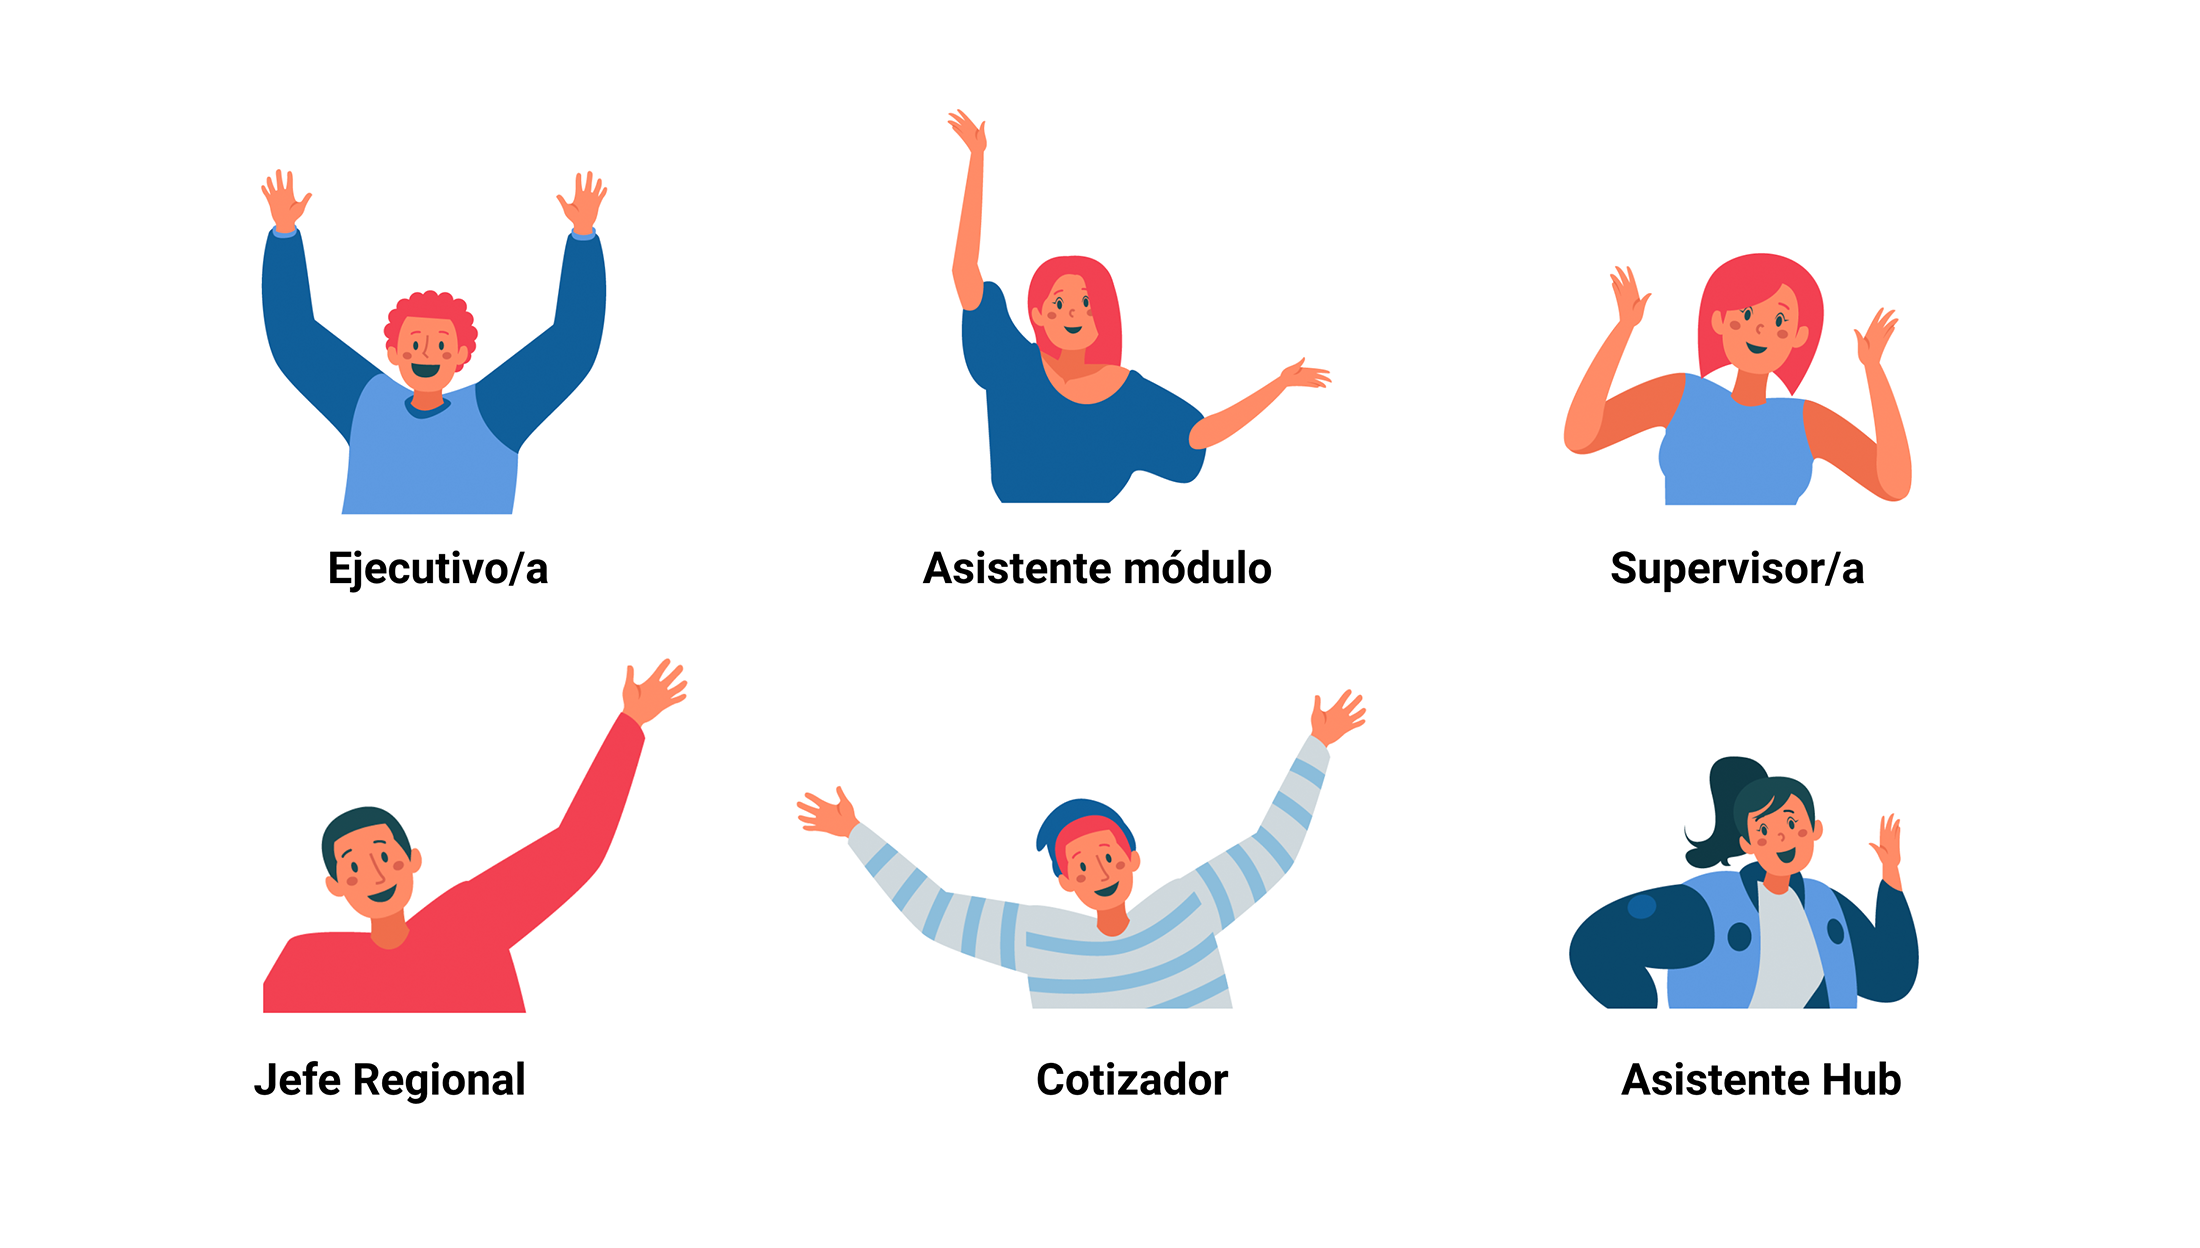 Ejecutivo/a
Asistente módulo
Supervisor/a
Jefe Regional
Cotizador
Asistente Hub